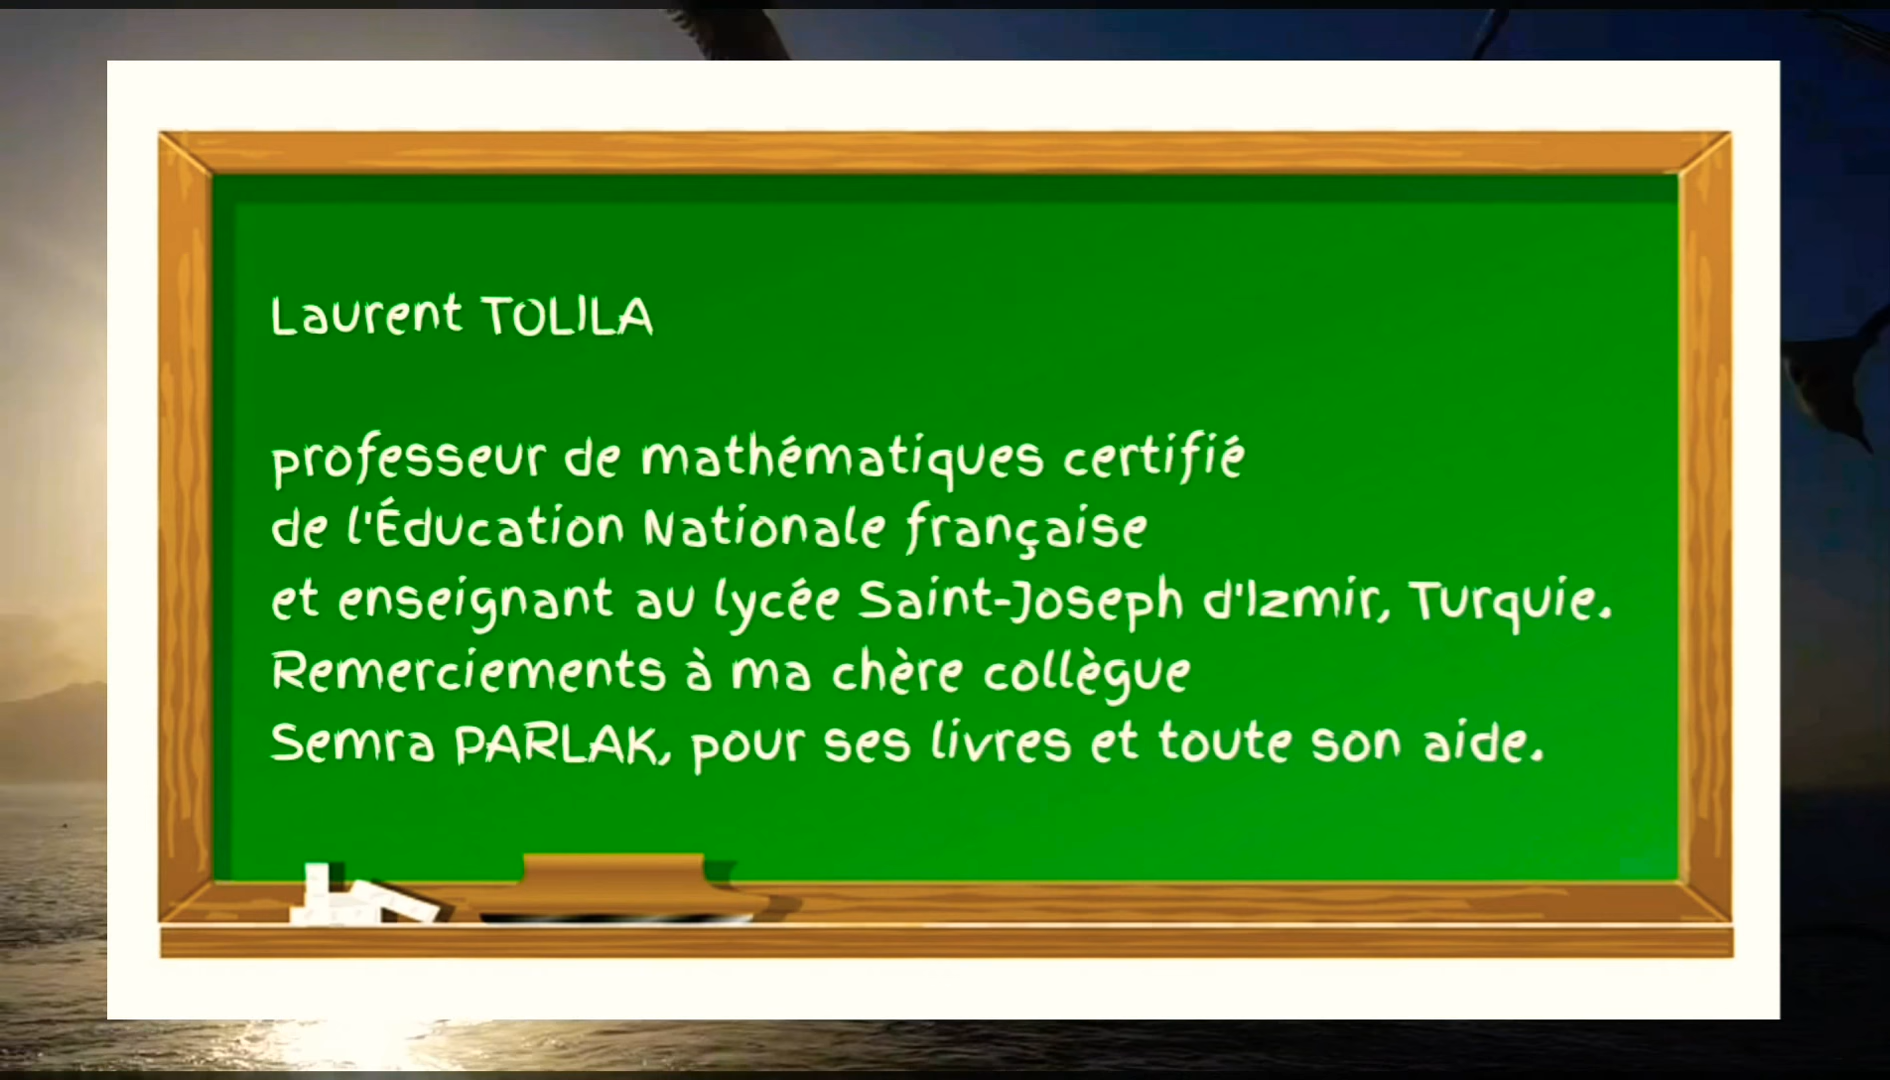 Laurent TOLILA
professeur de mathématiques certifié
de l'Éducation Nationale française
et enseignant au lycée Saint-Joseph d'Izmir, Turquie.
Remerciements à ma chère collègue
Semra PARLAK, pour ses livres et toute son aide.